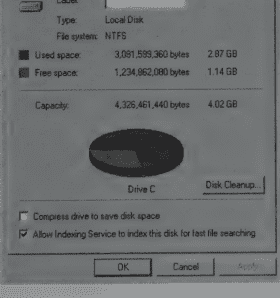 Label:
Type: Local Disk
File system: NTFS
Used space: 3,081,599,360 bytes 2.87 GB
Free space: 1,234,862,080 bytes 1.14 GB
Capacity: 4,326,461,440 bytes 4.02 GB
Drive C
Disk Cleanup...
Compress drive to save disk space
Allow Indexing Service to index this disk for fast file searching
OK Cancel Apply